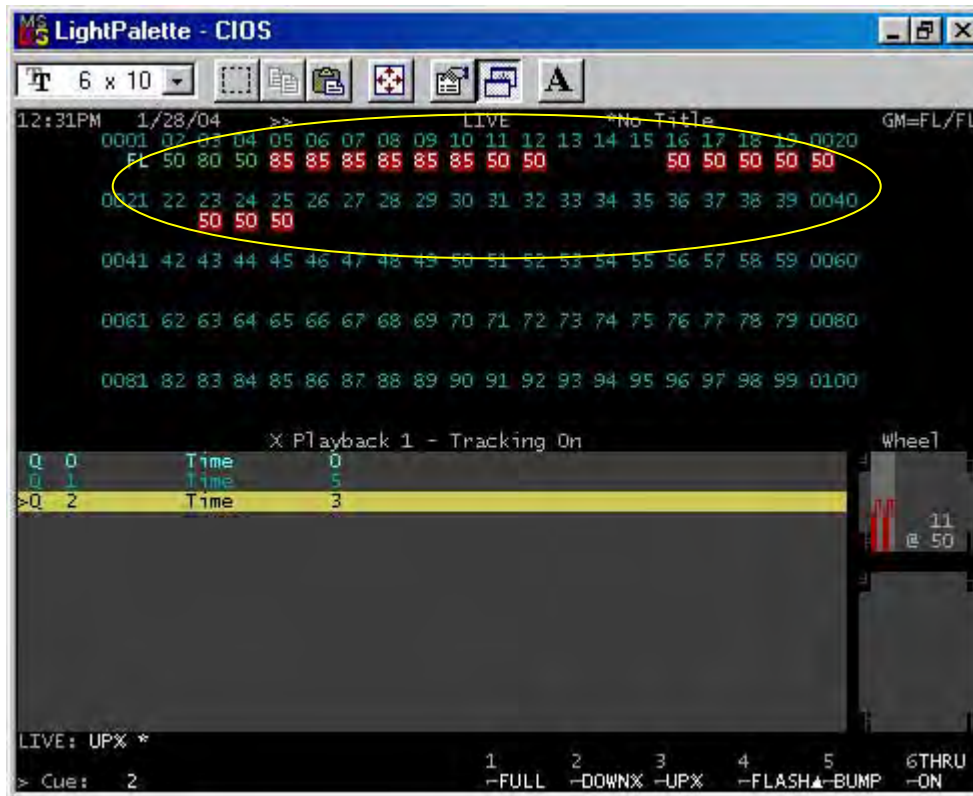 LightPalette - CIOS
6 x 10
A
12:31PM 1/28/04 >> LIVE *No Title GM=FL/FL
0001 02 03 04 05 06 07 08 09 10 11 12 13 14 15 16 17 18 19 0020
FL 50 80 50 85 85 85 85 85 85 50 50 50 50 50 50 50
0021 22 23 24 25 26 27 28 29 30 31 32 33 34 35 36 37 38 39 0040
50 50 50
0041 42 43 44 45 46 47 48 49 50 51 52 53 54 55 56 57 58 59 0060
0061 62 63 64 65 66 67 68 69 70 71 72 73 74 75 76 77 78 79 0080
0081 82 83 84 85 86 87 88 89 90 91 92 93 94 95 96 97 98 99 0100
X Playback 1 - Tracking On Wheel
Q 0 Time 0
Q 1 Time 5
>Q 2 Time 3
11
@ 50
LIVE: UP% *
1 2 3 4 5 6THRU
> Cue: 2 ⌐FULL ⌐DOWN% ⌐UP% ⌐FLASH▲⌐BUMP ⌐ON